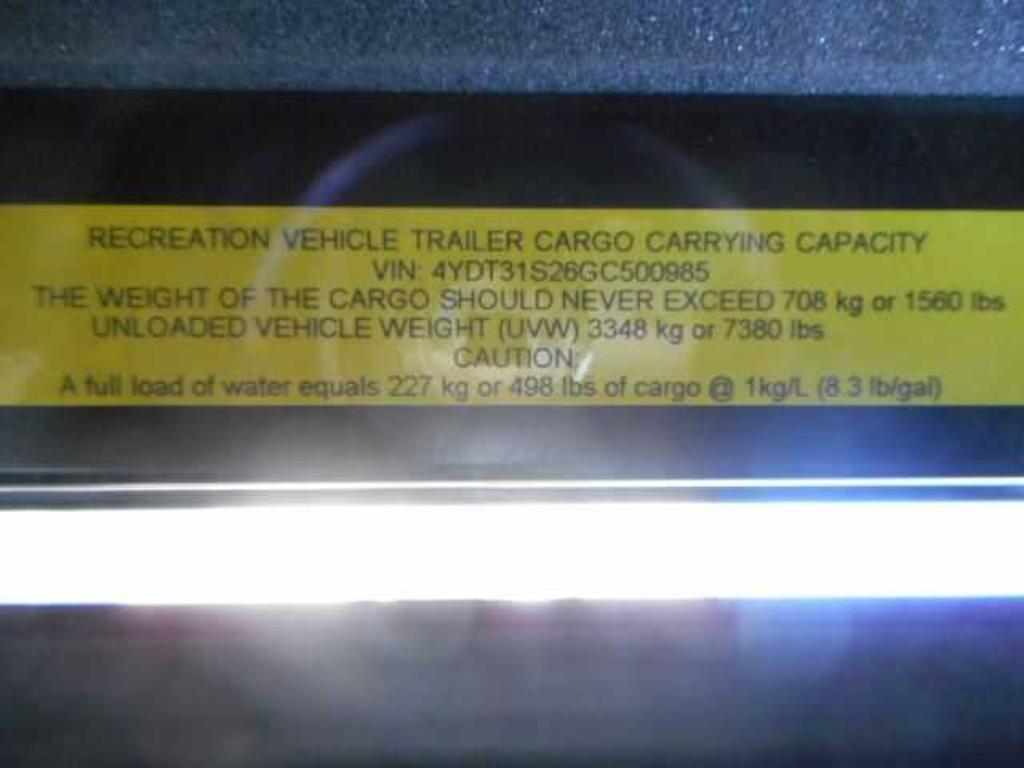 RECREATION VEHICLE TRAILER CARGO CARRYING CAPACITY
VIN: 4YDT31S26GC500985
THE WEIGHT OF THE CARGO SHOULD NEVER EXCEED 708 kg or 1560 lbs
UNLOADED VEHICLE WEIGHT (UVW) 3348 kg or 7380 lbs
CAUTION:
A full load of water equals 227 kg or 498 lbs of cargo @ 1kg/L (8.3 lb/gal)